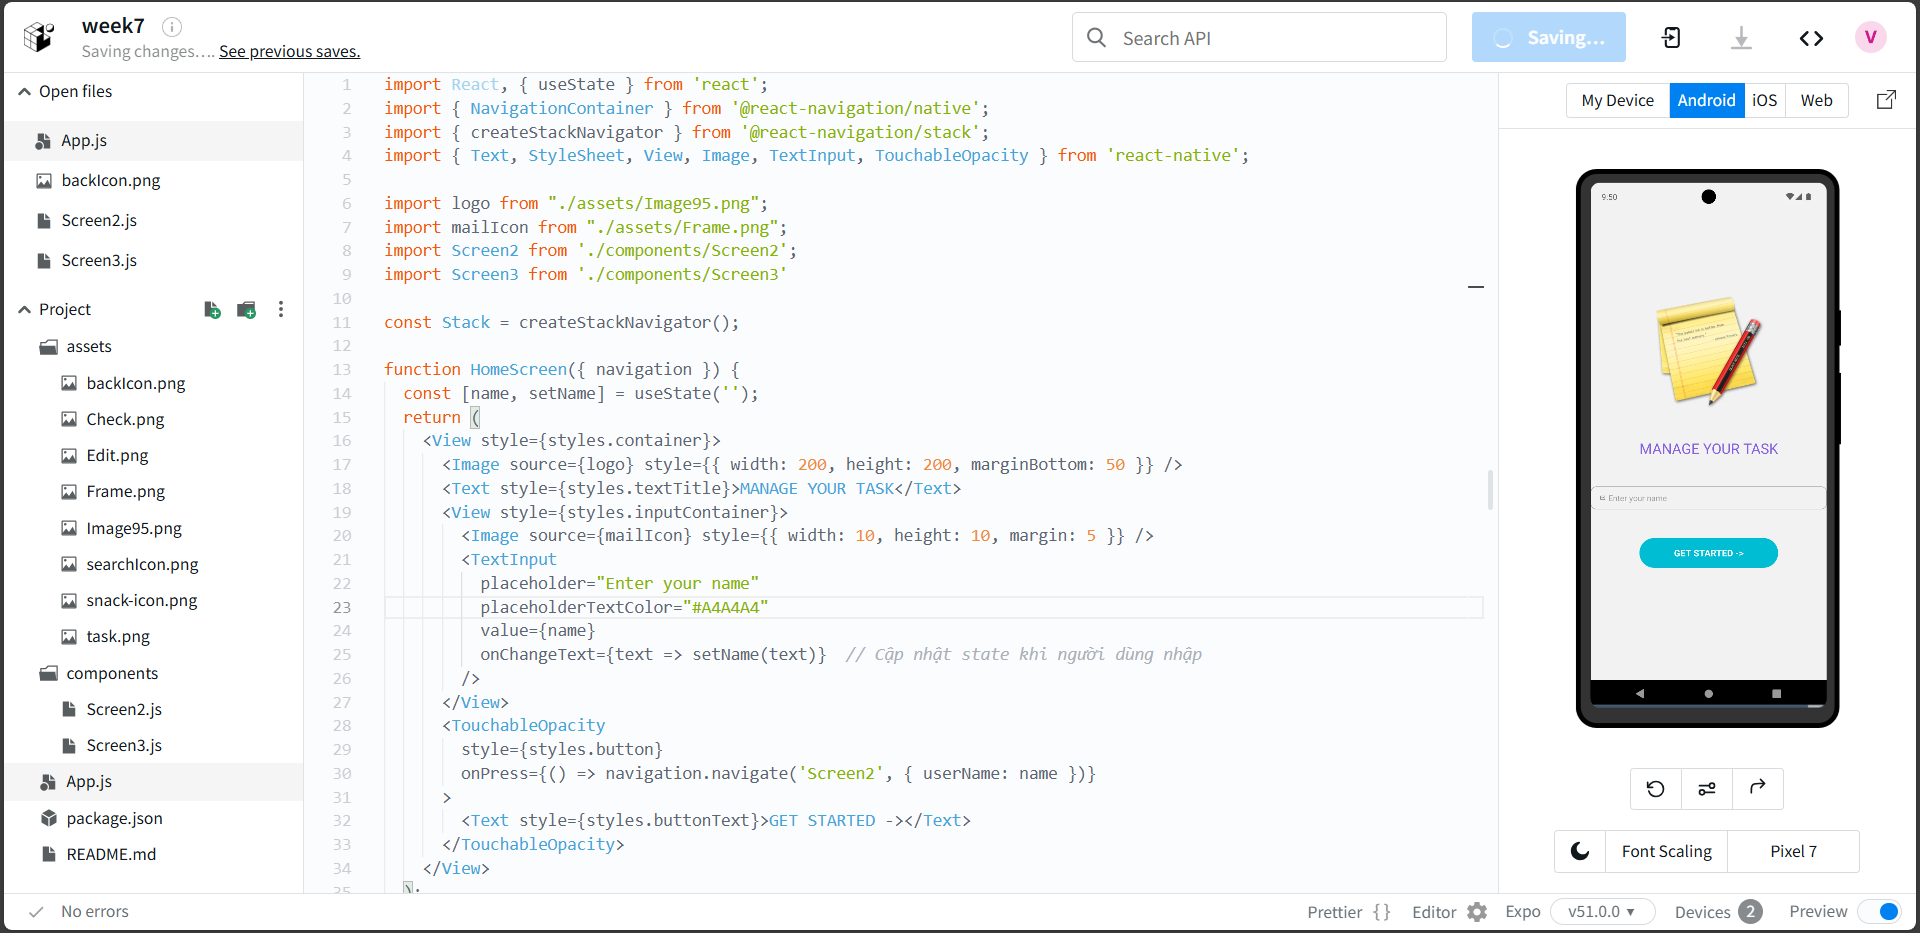 week7
Saving changes.... See previous saves.
Search API
Saving...
V
Open files
App.js
backIcon.png
Screen2.js
Screen3.js
Project
assets
backIcon.png
Check.png
Edit.png
Frame.png
Image95.png
searchIcon.png
snack-icon.png
task.png
components
Screen2.js
Screen3.js
App.js
package.json
README.md
1 import React, { useState } from 'react';
2 import { NavigationContainer } from '@react-navigation/native';
3 import { createStackNavigator } from '@react-navigation/stack';
4 import { Text, StyleSheet, View, Image, TextInput, TouchableOpacity } from 'react-native';
5
6 import logo from "./assets/Image95.png";
7 import mailIcon from "./assets/Frame.png";
8 import Screen2 from './components/Screen2';
9 import Screen3 from './components/Screen3'
10
11 const Stack = createStackNavigator();
12
13 function HomeScreen({ navigation }) {
14 const [name, setName] = useState('');
15 return (
16 <View style={styles.container}>
17 <Image source={logo} style={{ width: 200, height: 200, marginBottom: 50 }} />
18 <Text style={styles.textTitle}>MANAGE YOUR TASK</Text>
19 <View style={styles.inputContainer}>
20 <Image source={mailIcon} style={{ width: 10, height: 10, margin: 5 }} />
21 <TextInput
22 placeholder="Enter your name"
23 placeholderTextColor="#A4A4A4"
24 value={name}
25 onChangeText={text => setName(text)} // Cập nhật state khi người dùng nhập
26 />
27 </View>
28 <TouchableOpacity
29 style={styles.button}
30 onPress={() => navigation.navigate('Screen2', { userName: name })}
31 >
32 <Text style={styles.buttonText}>GET STARTED -></Text>
33 </TouchableOpacity>
34 </View>
35 );
My Device Android iOS Web
9:50
MANAGE YOUR TASK
Enter your name
GET STARTED ->
Font Scaling Pixel 7
No errors
Prettier {} Editor Expo v51.0.0 Devices 2 Preview